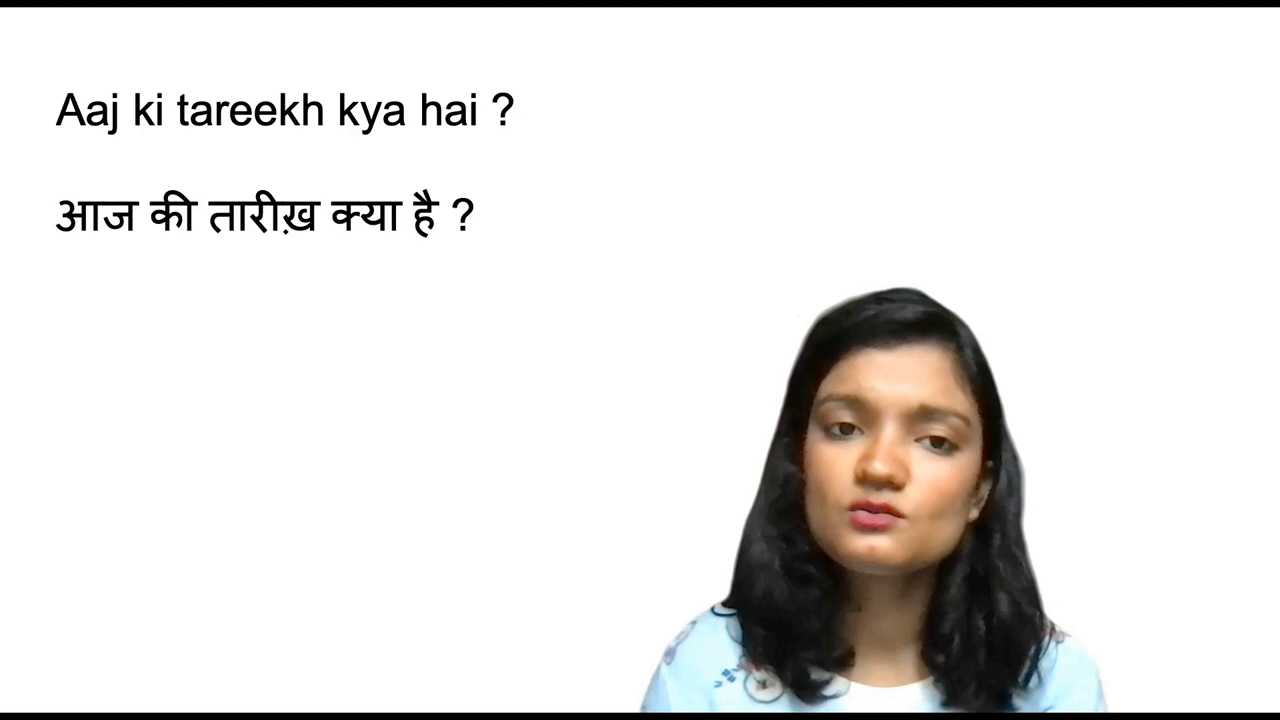 Aaj ki tareekh kya hai ?
आज की तारीख़ क्या है ?